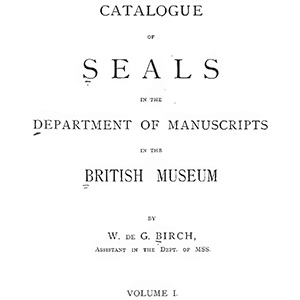 CATALOGUE
OF
SEALS
IN THE
DEPARTMENT OF MANUSCRIPTS
IN THE
BRITISH MUSEUM
BY
W. DE G. BIRCH,
ASSISTANT IN THE DEPT. OF MSS.
VOLUME I.